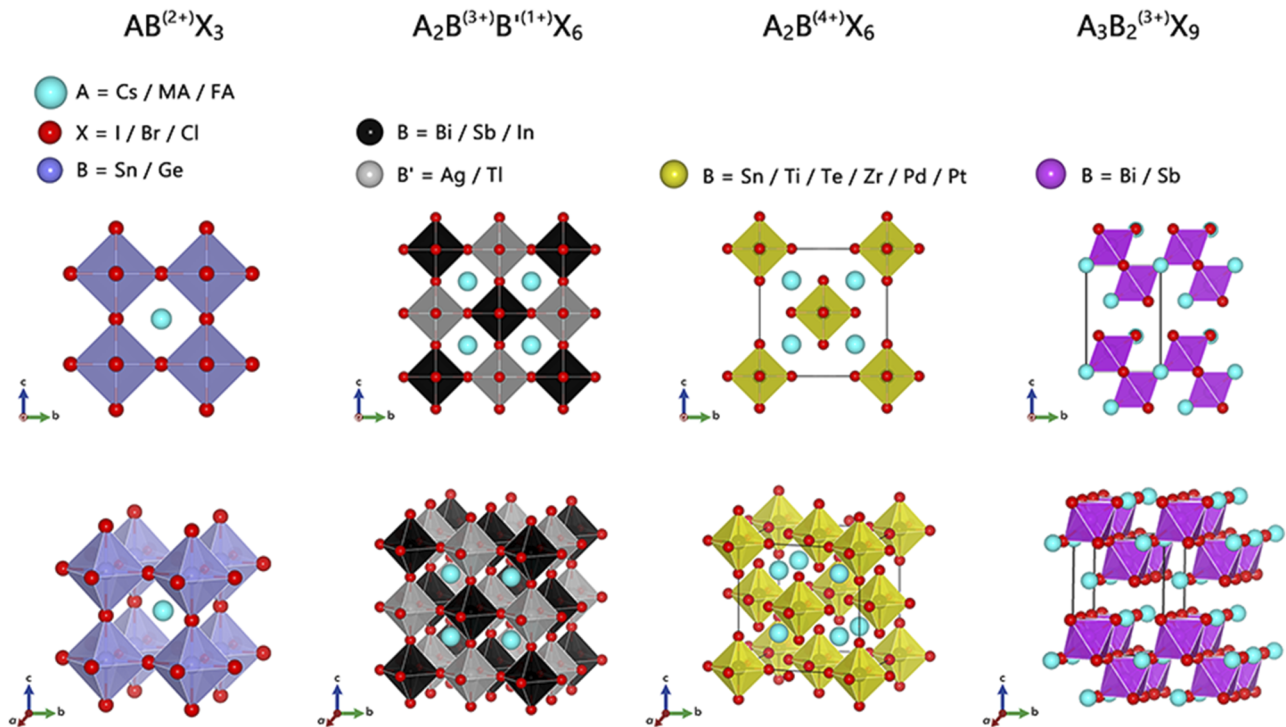 AB(2+)X3
A2B(3+)B'(1+)X6
A2B(4+)X6
A3B2(3+)X9
A = Cs / MA / FA
X = I / Br / Cl
B = Sn / Ge
B = Bi / Sb / In
B' = Ag / Tl
B = Sn / Ti / Te / Zr / Pd / Pt
B = Bi / Sb
c
b
c
b
c
b
c
b
c
b
a
c
b
a
c
b
a
c
b
a